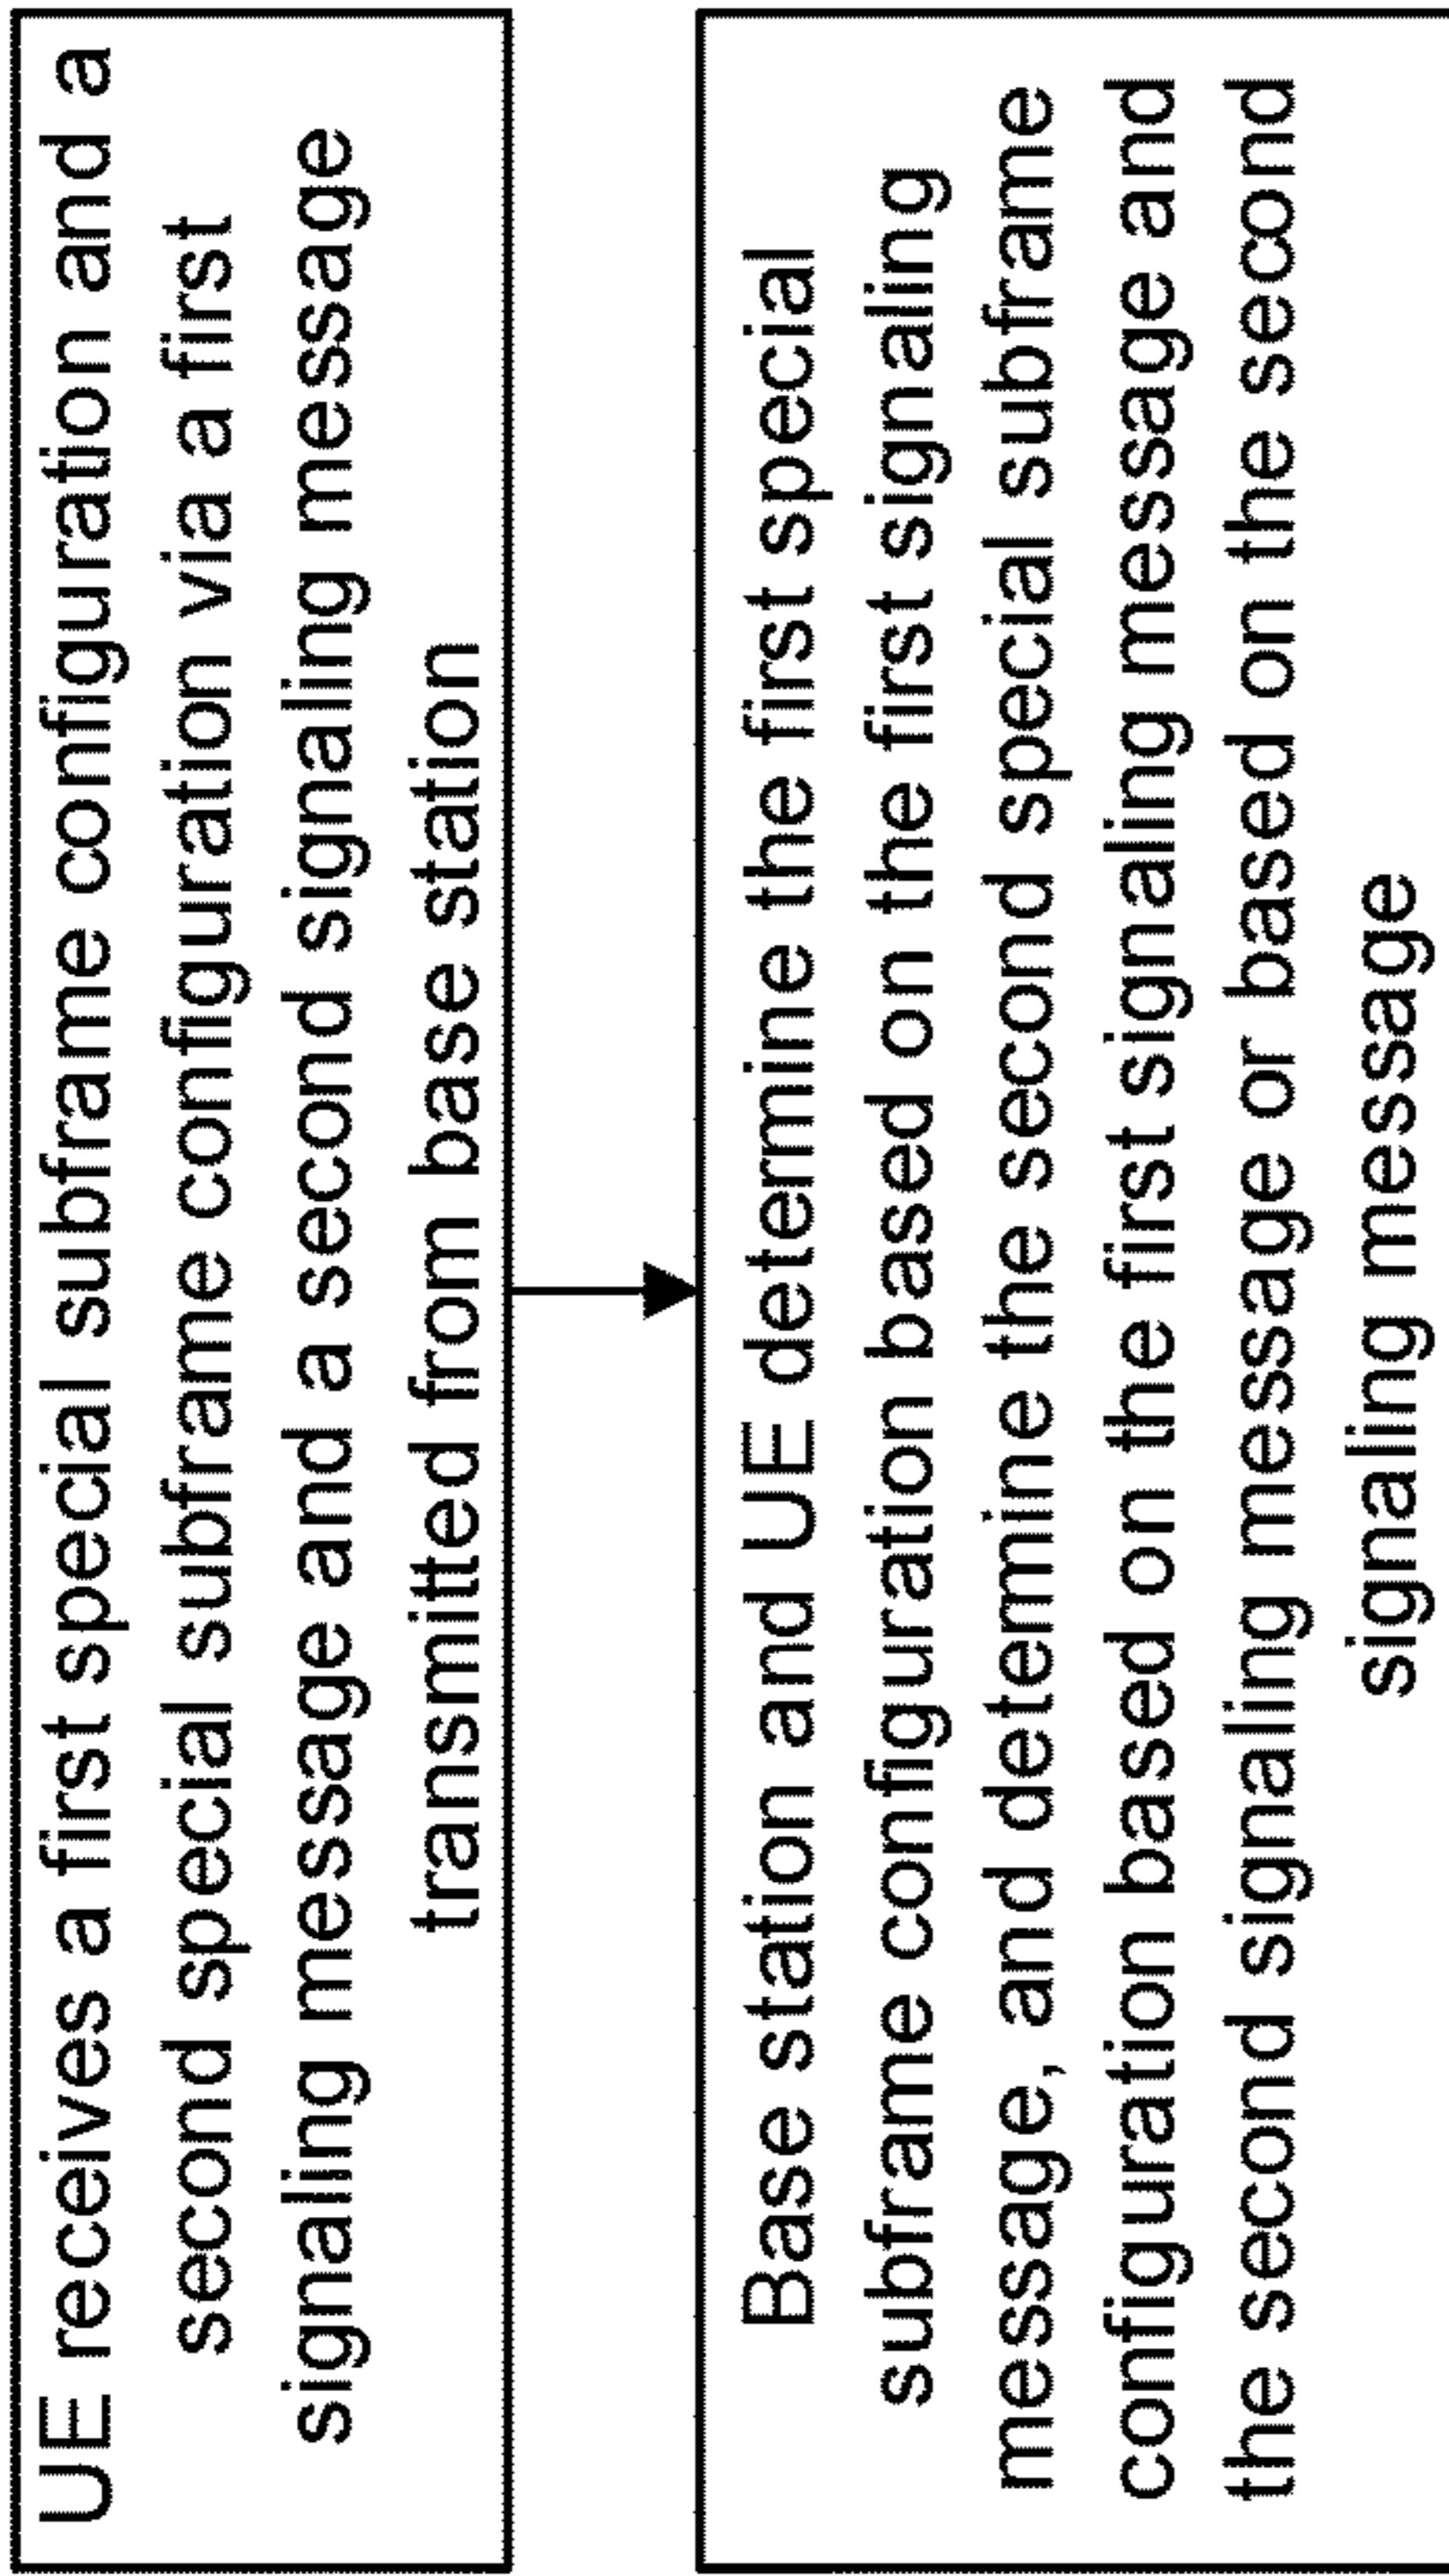 UE receives a first special subframe configuration and a
second special subframe configuration via a first
signaling message and a second signaling message
transmitted from base station
Base station and UE determine the first special
subframe configuration based on the first signaling
message, and determine the second special subframe
configuration based on the first signaling message and
the second signaling message or based on the second
signaling message